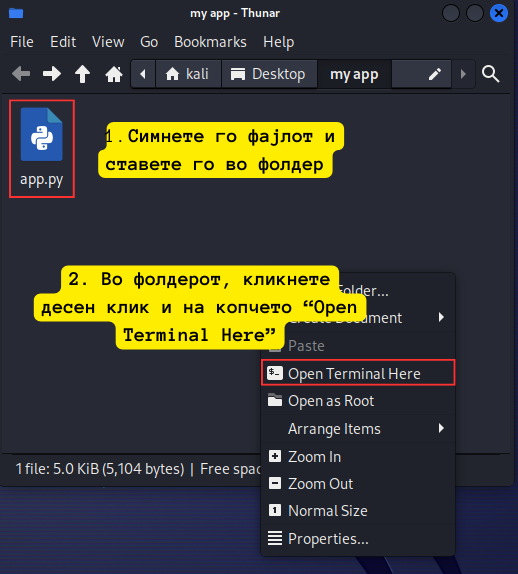 my app - Thunar
File Edit View Go Bookmarks Help
kali Desktop my app
1.Симнете го фајлот и
ставете го во фолдер
app.py
2. Во фолдерот, кликнете
десен клик и на копчето “Open
Terminal Here”
Folder...
Create Document
Paste
$_ Open Terminal Here
Open as Root
Arrange Items
1 file: 5.0 KiB (5,104 bytes) | Free spac
Zoom In
Zoom Out
1 Normal Size
Properties...